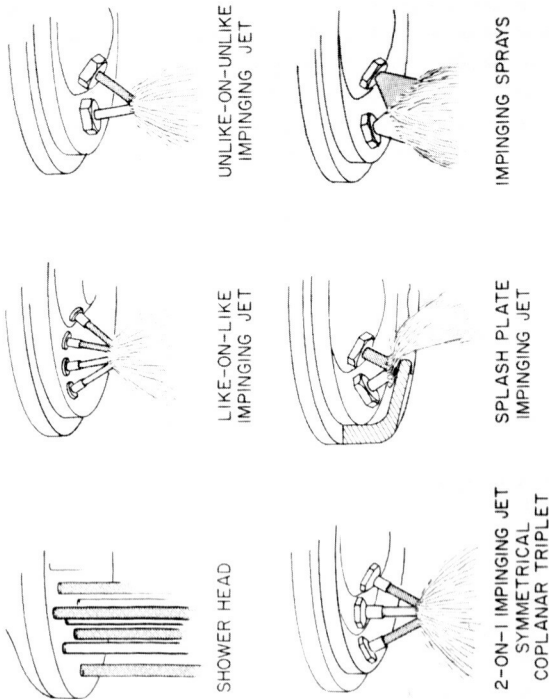 SHOWER HEAD
LIKE-ON-LIKE
IMPINGING JET
UNLIKE-ON-UNLIKE
IMPINGING JET
2-ON-1 IMPINGING JET
SYMMETRICAL
COPLANAR TRIPLET
SPLASH PLATE
IMPINGING JET
IMPINGING SPRAYS